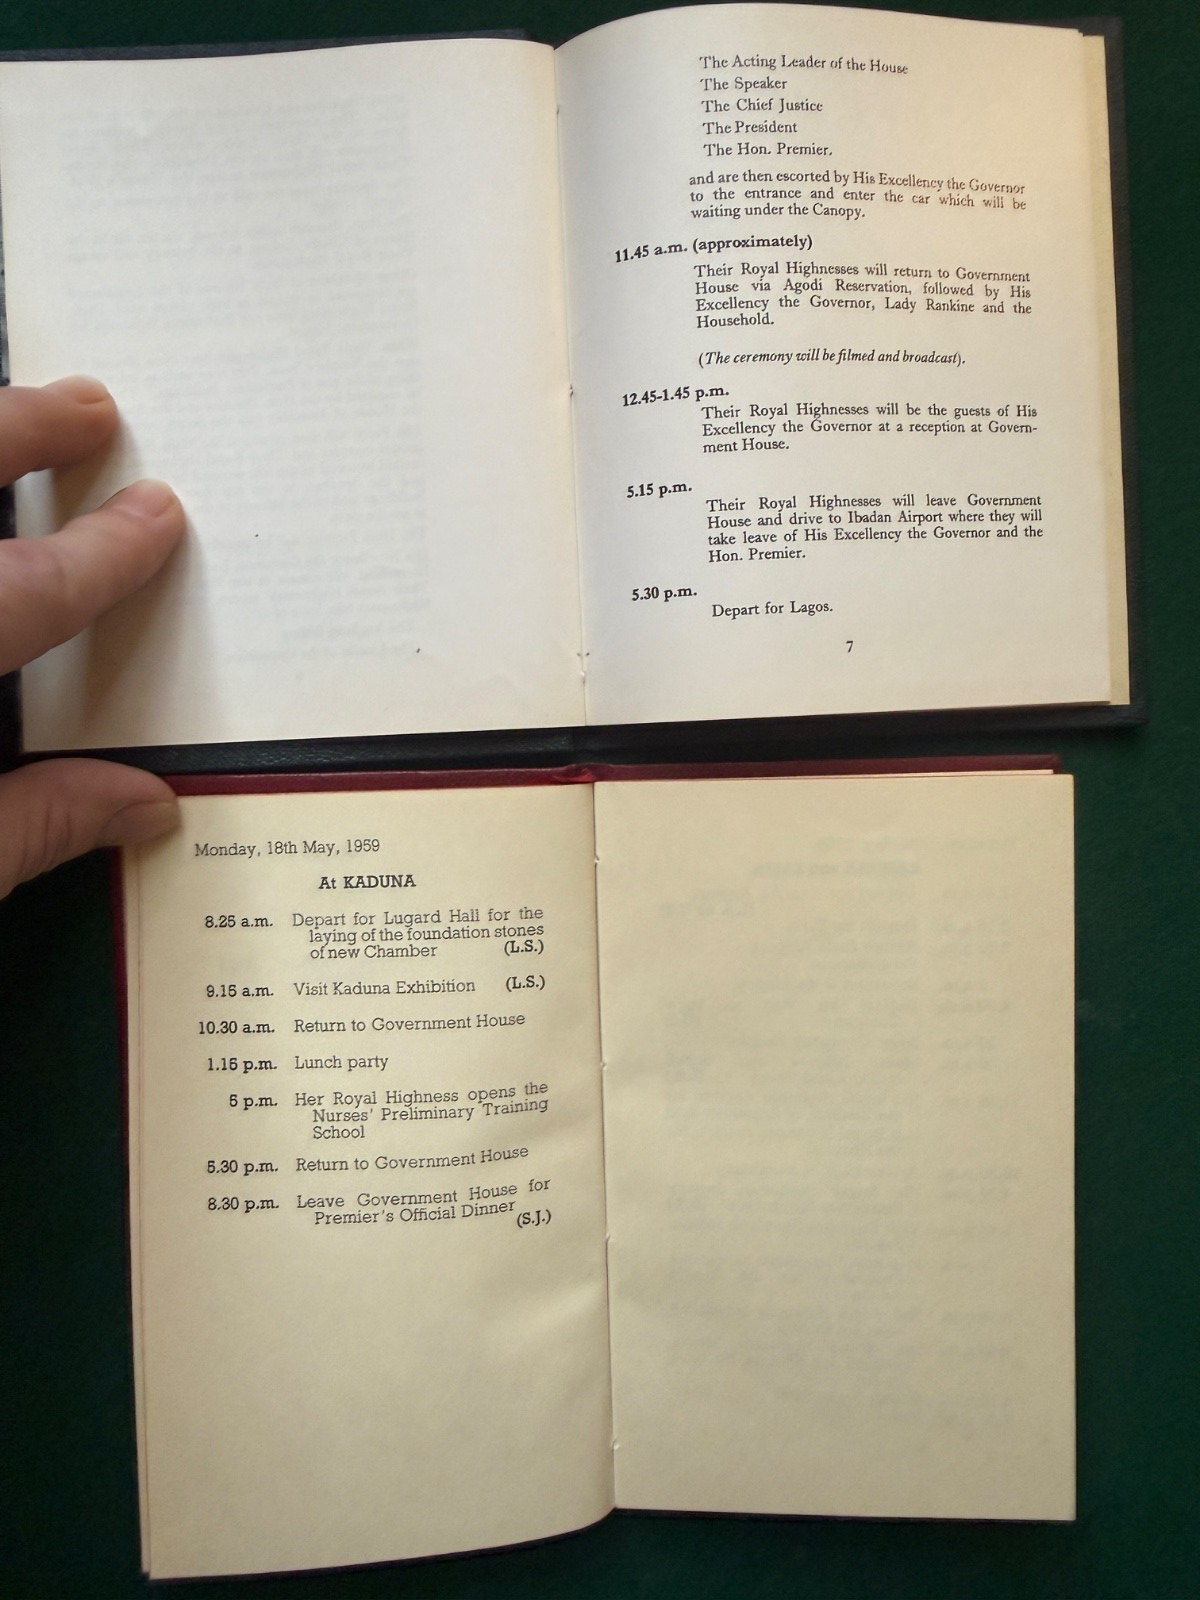 The Acting Leader of the House
The Speaker
The Chief Justice
The President
The Hon. Premier.
and are then escorted by His Excellency the Governor
to the entrance and enter the car which will be
waiting under the Canopy.
11.45 a.m. (approximately)
Their Royal Highnesses will return to Government
House via Agodi Reservation, followed by His
Excellency the Governor, Lady Rankine and the
Household.
(The ceremony will be filmed and broadcast).
12.45-1.45 p.m.
Their Royal Highnesses will be the guests of His
Excellency the Governor at a reception at Govern-
ment House.
5.15 p.m.
Their Royal Highnesses will leave Government
House and drive to Ibadan Airport where they will
take leave of His Excellency the Governor and the
Hon. Premier.
5.30 p.m.
Depart for Lagos.
7
Monday, 18th May, 1959
At KADUNA
8.25 a.m. Depart for Lugard Hall for the
laying of the foundation stones
of new Chamber (L.S.)
9.15 a.m. Visit Kaduna Exhibition (L.S.)
10.30 a.m. Return to Government House
1.15 p.m. Lunch party
5 p.m. Her Royal Highness opens the
Nurses' Preliminary Training
School
5.30 p.m. Return to Government House
8.30 p.m. Leave Government House for
Premier's Official Dinner
(S.J.)